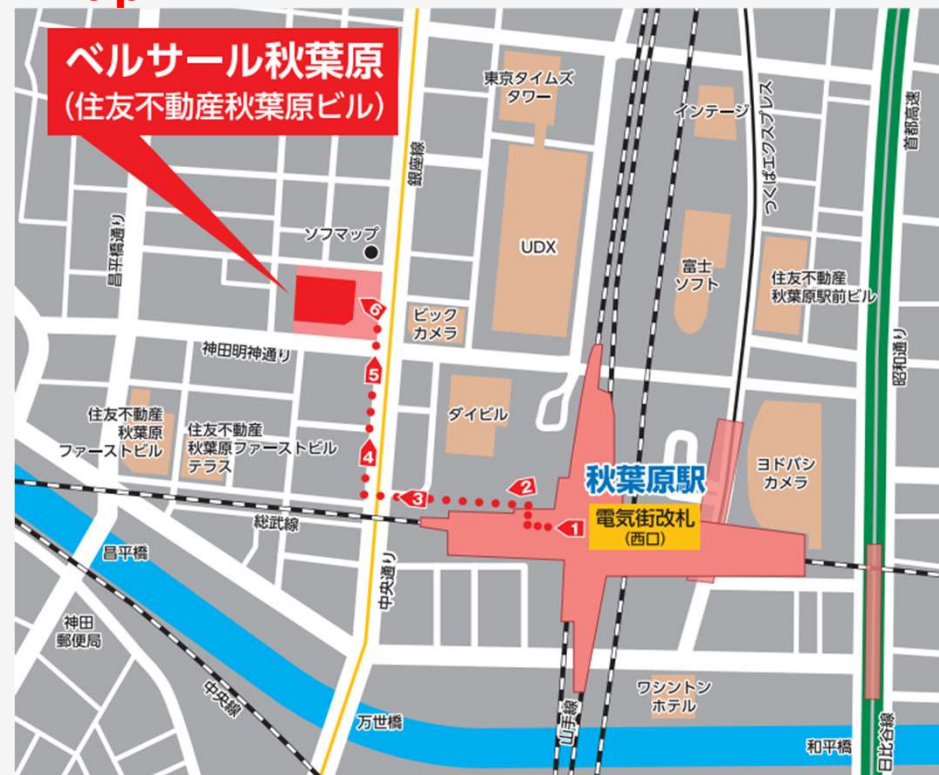 ベルサール秋葉原
(住友不動産秋葉原ビル)
東京タイムズ
タワー
インテージ
つくばエクスプレス
首都高速
銀座線
昌平橋通り
ソフマップ
UDX
富士
ソフト
住友不動産
秋葉原駅前ビル
6
ビック
カメラ
昭和通り
神田明神通り
5
住友不動産
秋葉原
ファーストビル
住友不動産
秋葉原ファーストビル
テラス
ダイビル
4
ヨドバシ
カメラ
秋葉原駅
3
2
1
電気街改札
(西口)
総武線
昌平橋
中央通り
神田
郵便局
中央線
ワシントン
ホテル
山手線
万世橋
和平橋
日比谷線